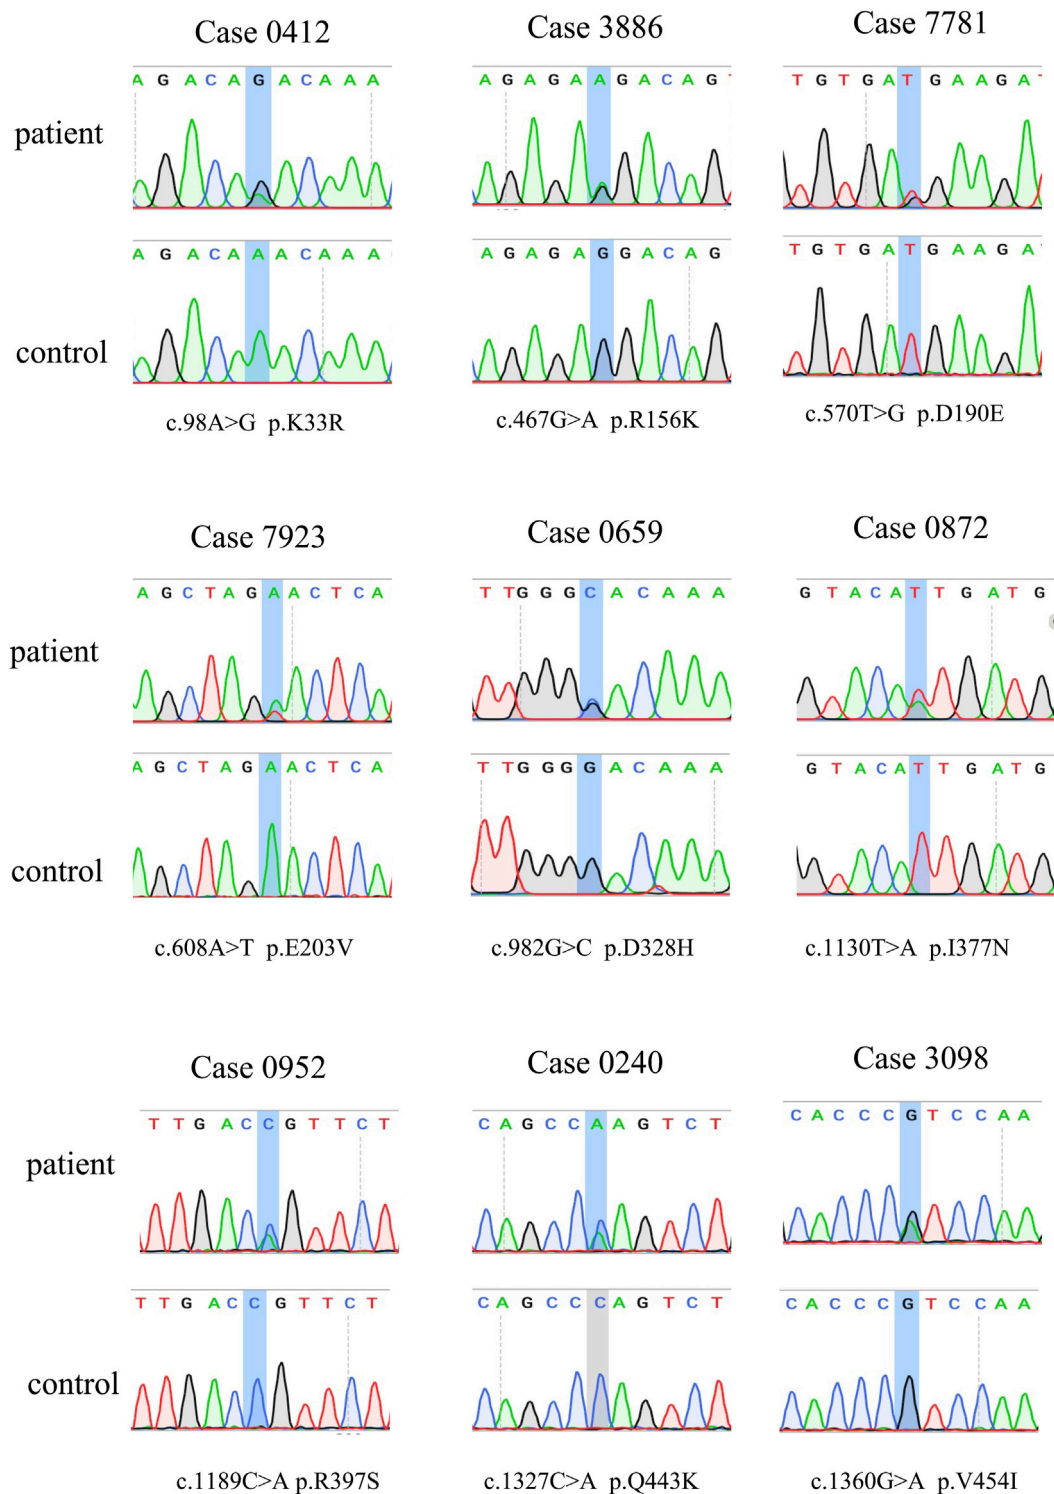 Case 0412 Case 3886 Case 7781
A G A C A G A C A A A A G A G A A G A C A G T G T G A T G A A G A
patient
A G A C A A A C A A A A G A G A G G A C A G T G T G A T G A A G A
control
c.98A>G p.K33R c.467G>A p.R156K c.570T>G p.D190E
Case 7923 Case 0659 Case 0872
A G C T A G A A C T C A T T G G G C A C A A A G T A C A T T G A T G
patient
A G C T A G A A C T C A T T G G G G A C A A A G T A C A T T G A T G
control
c.608A>T p.E203V c.982G>C p.D328H c.1130T>A p.I377N
Case 0952 Case 0240 Case 3098
T T G A C C G T T C T C A G C C A A G T C T C A C C C G T C C A A
patient
T T G A C C G T T C T C A G C C C A G T C T C A C C C G T C C A A
control
c.1189C>A p.R397S c.1327C>A p.Q443K c.1360G>A p.V454I